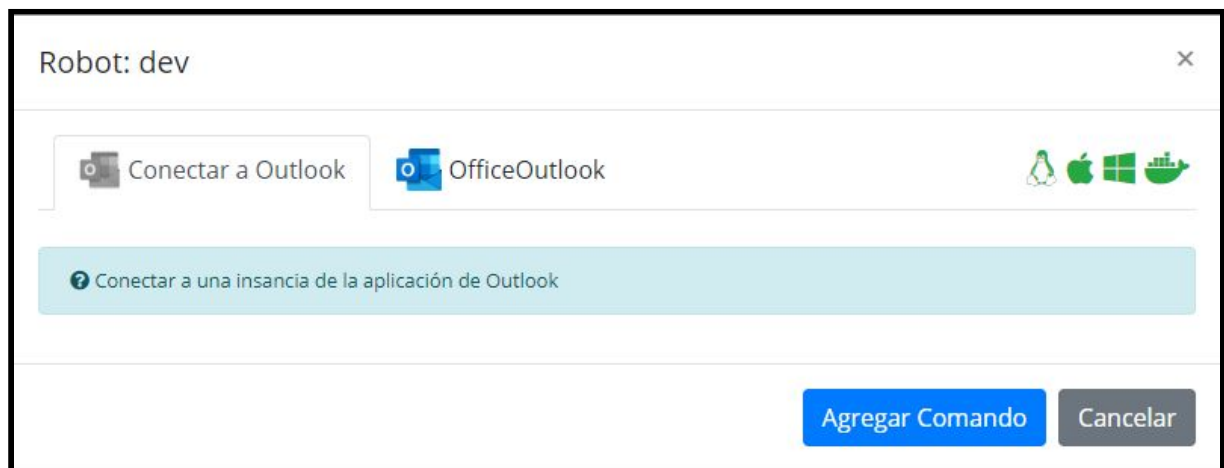 Robot: dev ×
Conectar a Outlook OfficeOutlook
Conectar a una insancia de la aplicación de Outlook
Agregar Comando Cancelar